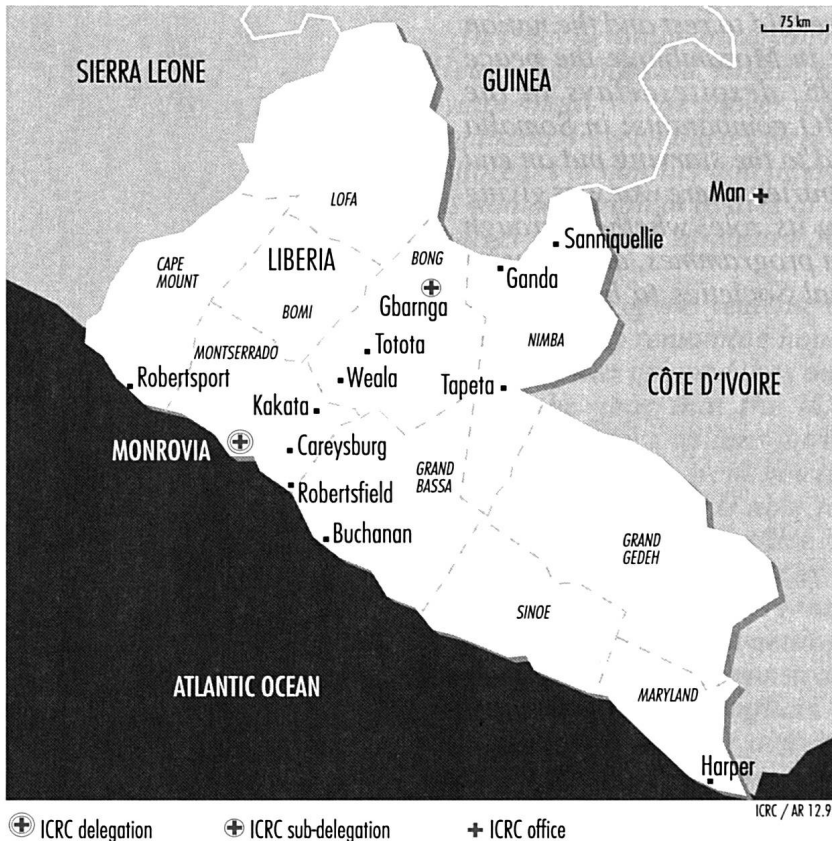 75 km
SIERRA LEONE
GUINEA
Man
LOFA
Sanniquellie
CAPE
MOUNT
LIBERIA
BONG
Ganda
Gbarnga
BOMI
NIMBA
Totota
MONTSERRADO
Robertsport
Weala
Tapeta
CÔTE D'IVOIRE
Kakata
MONROVIA
Careysburg
GRAND
BASSA
Robertsfield
Buchanan
GRAND
GEDEH
SINOE
ATLANTIC OCEAN
MARYLAND
Harper
ICRC / AR 12.9
ICRC delegation
ICRC sub-delegation
ICRC office